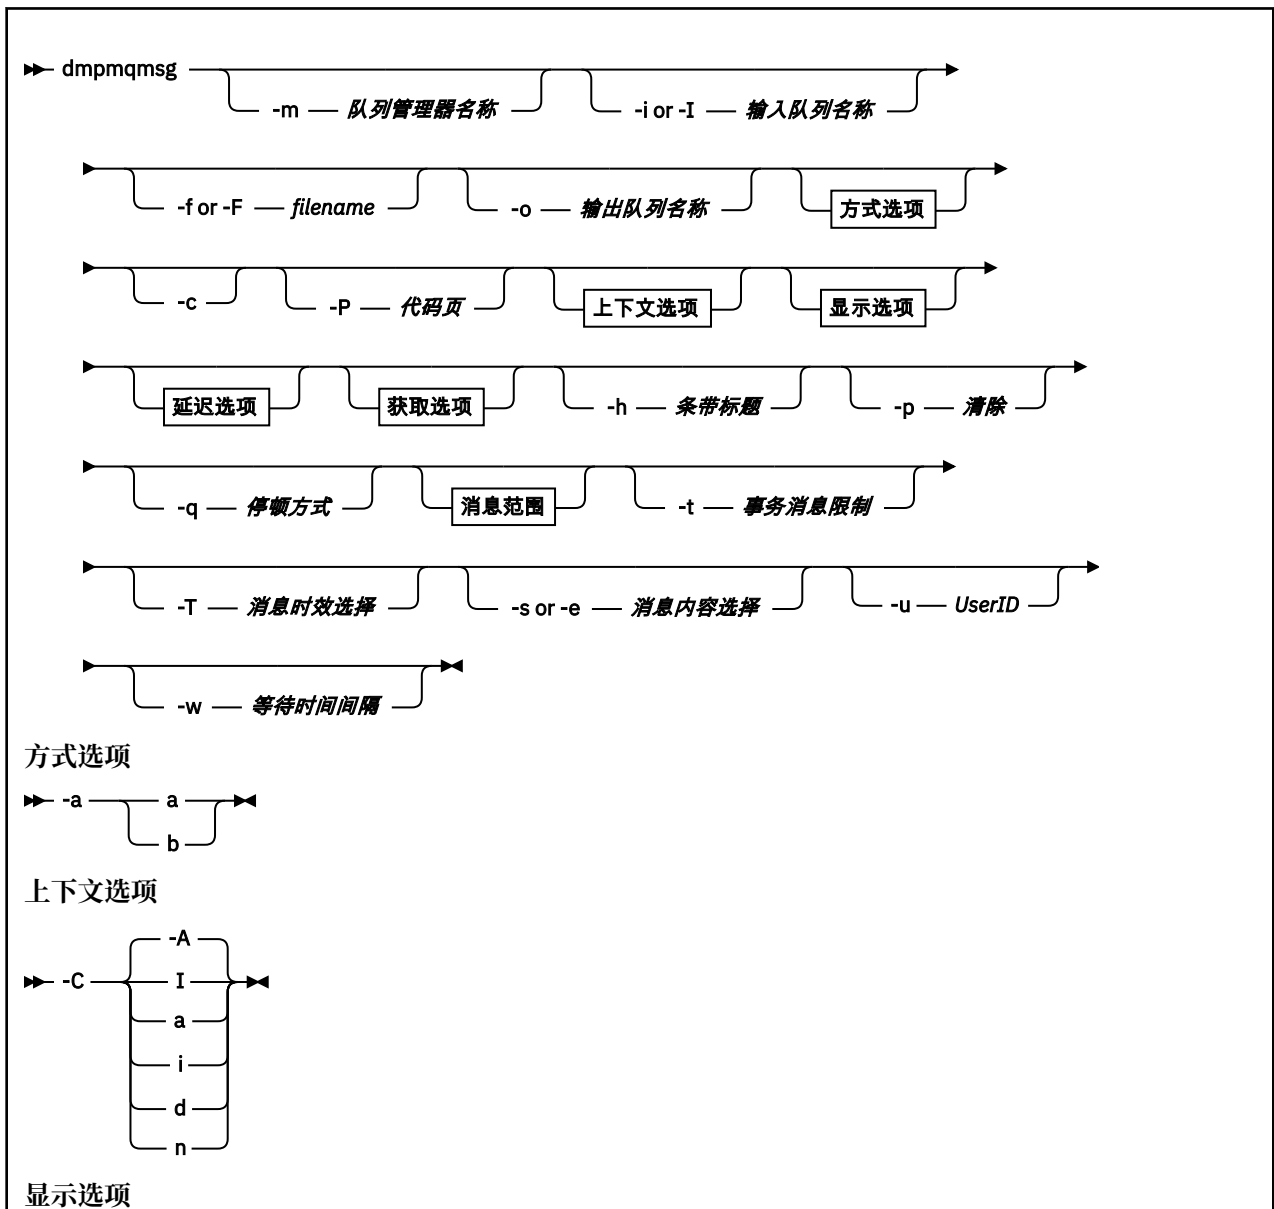 dmpmqmsg -m 队列管理器名称 -i or -I 输入队列名称
-f or -F filename -o 输出队列名称 方式选项
-c -P 代码页 上下文选项 显示选项
延迟选项 获取选项 -h 条带标题 -p 清除
-q 停顿方式 消息范围 -t 事务消息限制
-T 消息时效选择 -s or -e 消息内容选择 -u UserID
-w 等待时间间隔
方式选项
-a a
b
上下文选项
-A
-C I
a
i
d
n
显示选项